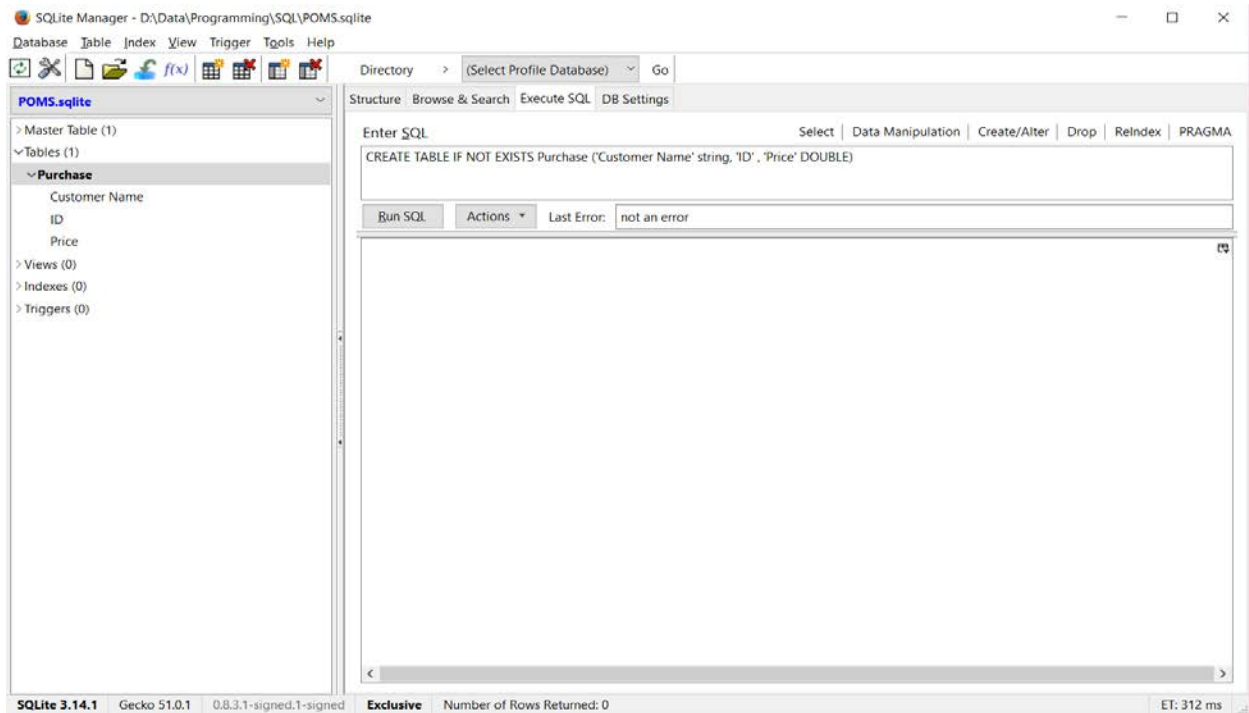 SQLite Manager - D:\Data\Programming\SQL\POMS.sqlite
Database Table Index View Trigger Tools Help
f(x) Directory > (Select Profile Database) Go
POMS.sqlite
Master Table (1)
Tables (1)
Purchase
Customer Name
ID
Price
Views (0)
Indexes (0)
Triggers (0)
Structure Browse & Search Execute SQL DB Settings
Enter SQL Select | Data Manipulation | Create/Alter | Drop | ReIndex | PRAGMA
CREATE TABLE IF NOT EXISTS Purchase ('Customer Name' string, 'ID' , 'Price' DOUBLE)
Run SQL Actions Last Error: not an error
SQLite 3.14.1 Gecko 51.0.1 0.8.3.1-signed.1-signed Exclusive Number of Rows Returned: 0 ET: 312 ms